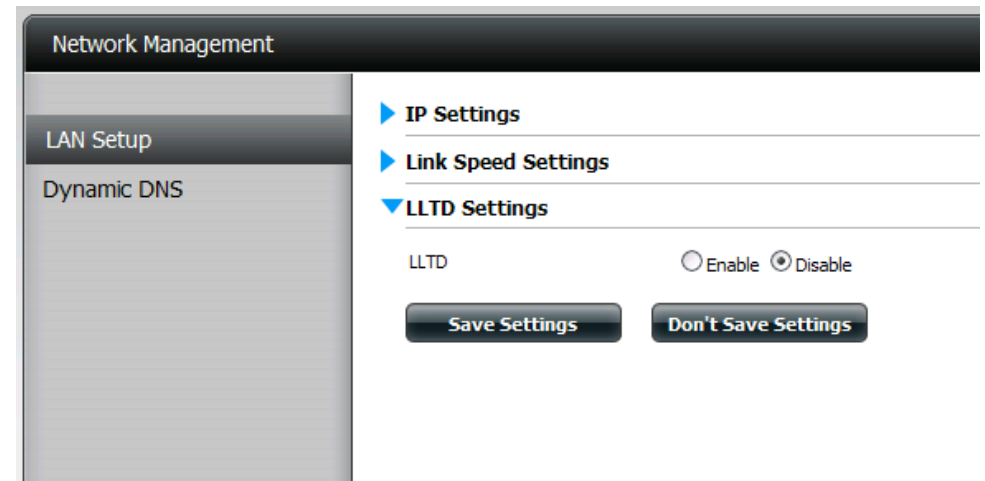 Network Management
LAN Setup
Dynamic DNS
IP Settings
Link Speed Settings
LLTD Settings
LLTD Enable Disable
Save Settings Don't Save Settings